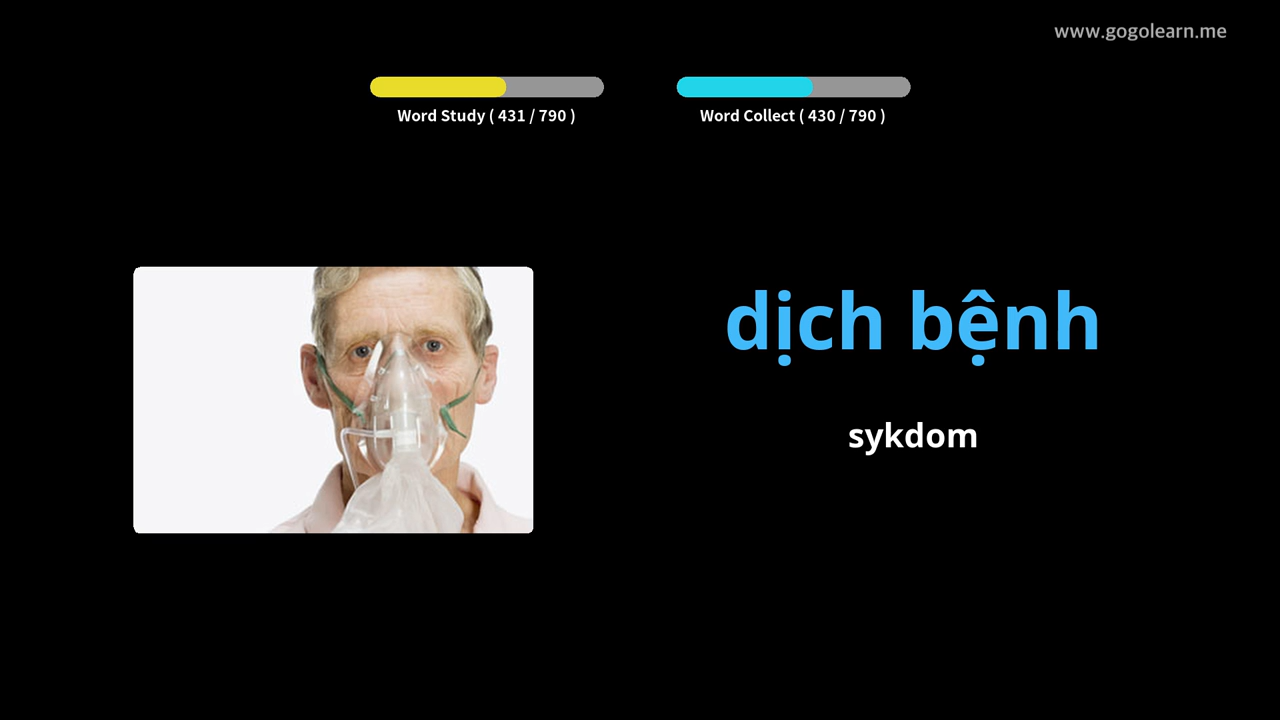 www.gogolearn.me
Word Study ( 431 / 790 )
Word Collect ( 430 / 790 )
dịch bệnh
sykdom